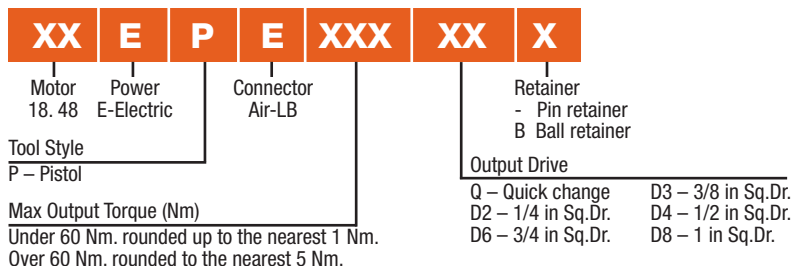 XX E P E XXX XX X
Motor Power Connector Retainer
18. 48 E-Electric Air-LB - Pin retainer
B Ball retainer
Tool Style
P – Pistol
Output Drive
Q – Quick change D3 – 3/8 in Sq.Dr.
D2 – 1/4 in Sq.Dr. D4 – 1/2 in Sq.Dr.
D6 – 3/4 in Sq.Dr. D8 – 1 in Sq.Dr.
Max Output Torque (Nm)
Under 60 Nm. rounded up to the nearest 1 Nm.
Over 60 Nm. rounded to the nearest 5 Nm.